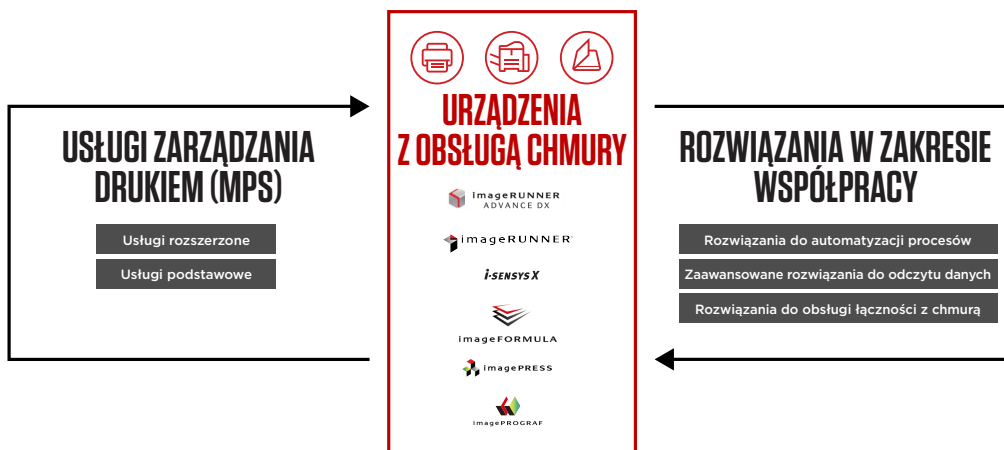 USŁUGI ZARZĄDZANIA
DRUKIEM (MPS)
Usługi rozszerzone
Usługi podstawowe
URZĄDZENIA
Z OBSŁUGĄ CHMURY
imageRUNNER
ADVANCE DX
imageRUNNER
i-SENSYS X
imageFORMULA
imagePRESS
imagePROGRAF
ROZWIĄZANIA W ZAKRESIE
WSPÓŁPRACY
Rozwiązania do automatyzacji procesów
Zaawansowane rozwiązania do odczytu danych
Rozwiązania do obsługi łączności z chmurą